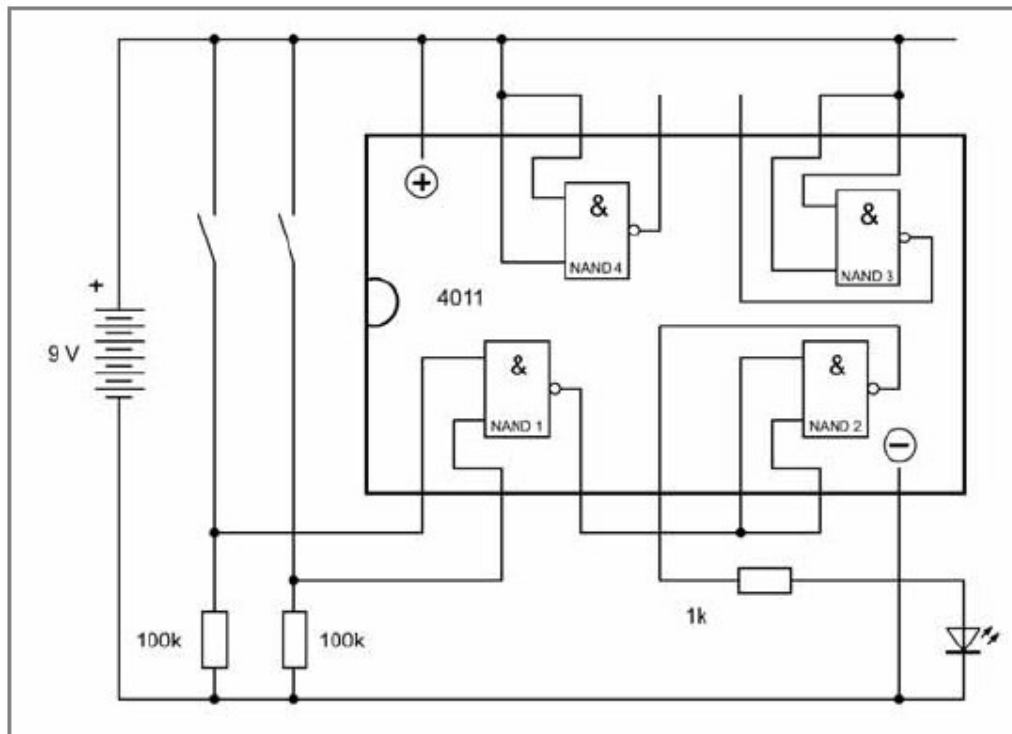 +
&
NAND 4
&
NAND 3
+
9 V
4011
&
NAND 1
&
NAND 2
−
100k
100k
1k